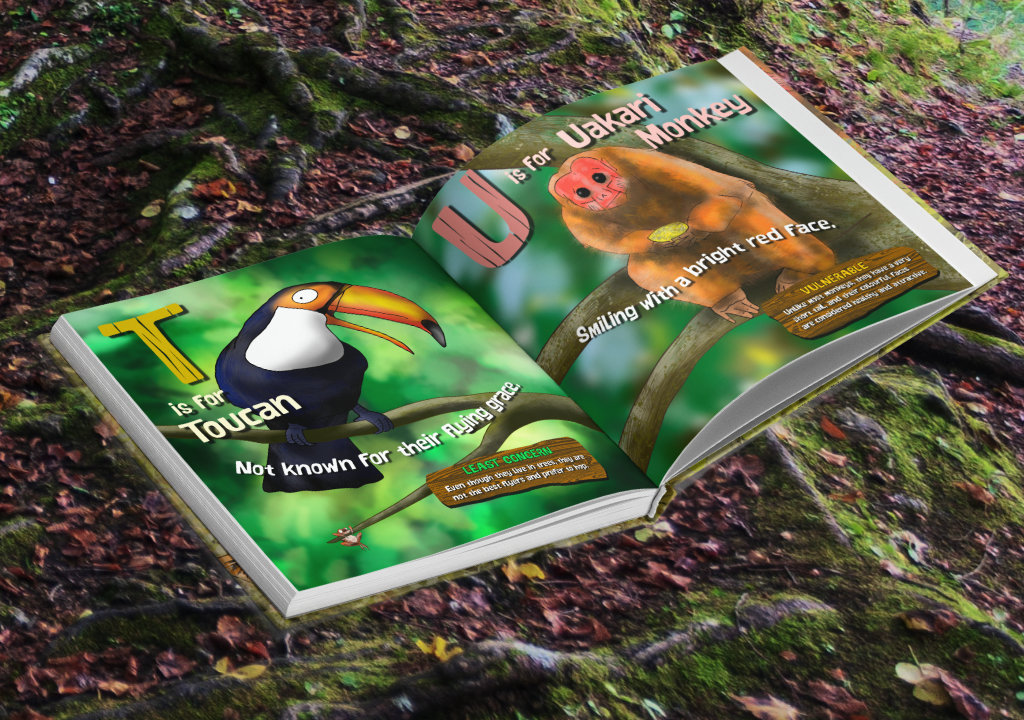 T
is for
Toucan
Not known for their flying grace.
LEAST CONCERN
Even though they live in trees, they are
not the best flyers and prefer to hop.
U
is for Uakari
Monkey
Smiling with a bright red face.
VULNERABLE
Unlike most monkeys, they have a very
short tail, and their colourful faces
are considered healthy and attractive.